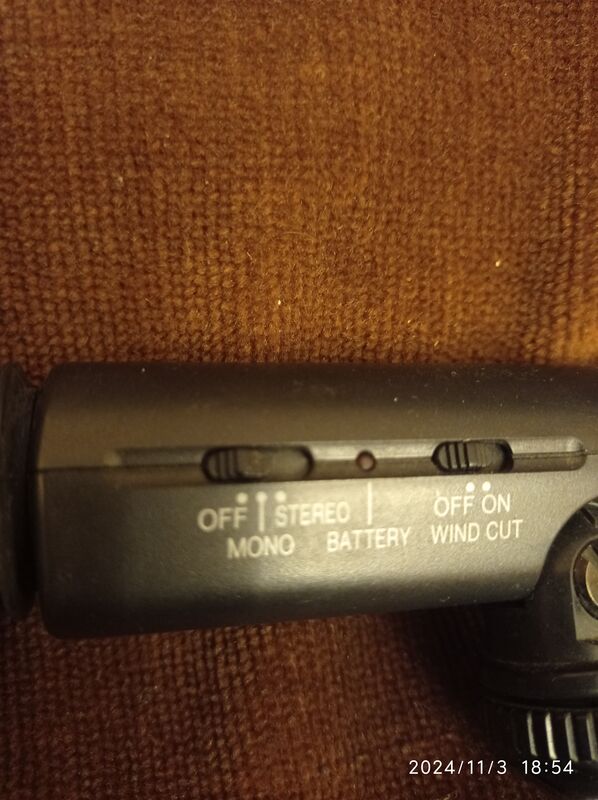 OFF STEREO OFF ON
MONO BATTERY WIND CUT
2024/11/3 18:54